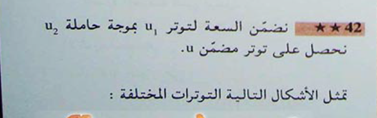 42 ★★ نضمّن السعة لتوتر u₁ بموجة حاملة u₂
نحصل على توتر مضمّن u.
تمثل الأشكال التالية التوترات المختلفة :